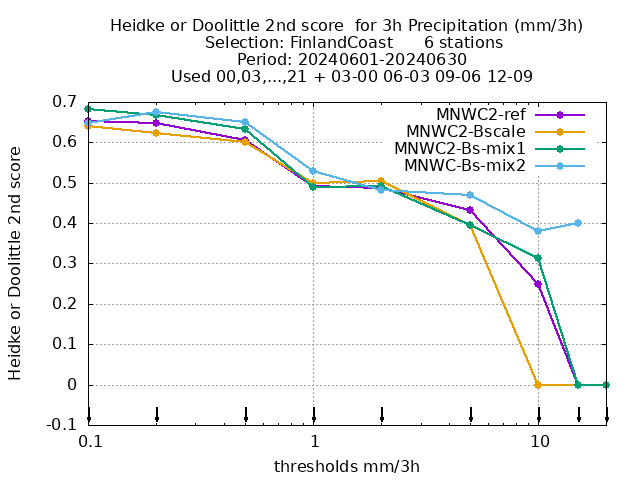 Heidke or Doolittle 2nd score  for 3h Precipitation (mm/3h)
Selection: FinlandCoast      6 stations
Period: 20240601-20240630
Used 00,03,...,21 + 03-00 06-03 09-06 12-09
MNWC2-ref
MNWC2-Bscale
MNWC2-Bs-mix1
MNWC-Bs-mix2
Heidke or Doolittle 2nd score
0.7
0.6
0.5
0.4
0.3
0.2
0.1
0
-0.1
0.1 1 10
thresholds mm/3h